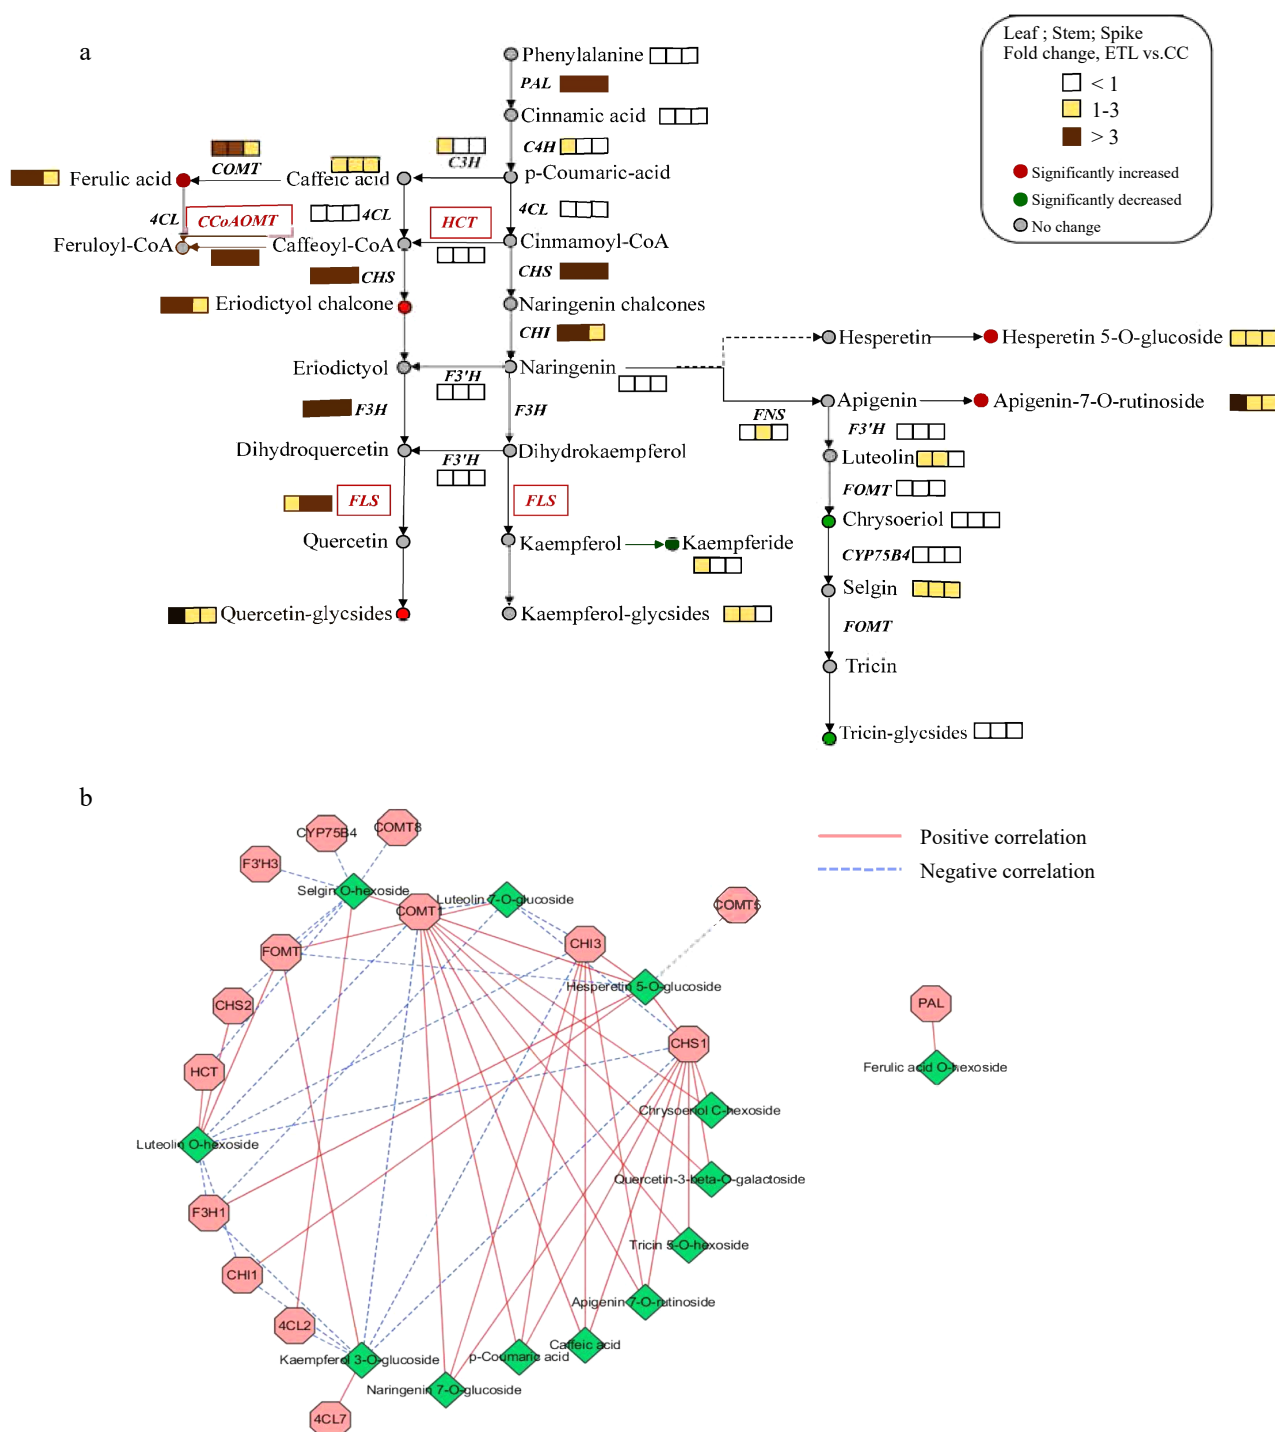 a
Leaf ; Stem; Spike
Fold change, ETL vs.CC
< 1
1-3
> 3
Significantly increased
Significantly decreased
No change
Phenylalanine
PAL
Cinnamic acid
C4H
C3H
COMT
Ferulic acid
Caffeic acid
p-Coumaric-acid
4CL
CCoAOMT
4CL
HCT
4CL
Feruloyl-CoA
Caffeoyl-CoA
Cinmamoyl-CoA
CHS
CHS
Eriodictyol chalcone
Naringenin chalcones
CHI
Hesperetin
Hesperetin 5-O-glucoside
Eriodictyol
F3'H
Naringenin
Apigenin
Apigenin-7-O-rutinoside
F3H
F3H
FNS
F3'H
Dihydroquercetin
F3'H
Dihydrokaempferol
Luteolin
FOMT
FLS
FLS
Chrysoeriol
Quercetin
Kaempferol
Kaempferide
CYP75B4
Selgin
Quercetin-glycsides
Kaempferol-glycsides
FOMT
Tricin
Tricin-glycsides
b
Positive correlation
Negative correlation
CYP75B4
COMT8
F3'H3
Selgin O-hexoside
COMT1
Luteolin 7-O-glucoside
COMT5
FOMT
CHI3
Hesperetin 5-O-glucoside
CHS2
PAL
CHS1
HCT
Ferulic acid O-hexoside
Chrysoeriol C-hexoside
Luteolin O-hexoside
Quercetin-3-beta-O-galactoside
F3H1
Tricin 5-O-hexoside
CHI1
Apigenin 7-O-rutinoside
4CL2
Caffeic acid
Kaempferol 3-O-glucoside
p-Coumaric acid
Naringenin 7-O-glucoside
4CL7